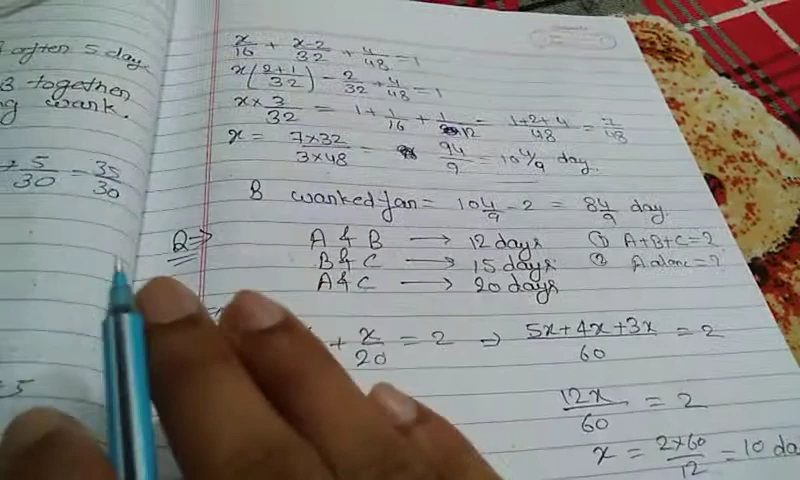 after 5 days
B together
ng work.
+ 5/30 = 35/30
x/16 + x-2/32 + 4/48 = 1
x(2+1/32) - 2/32 + 4/48 = 1
x × 3/32 = 1 + 1/16 + 1/12 = 1+2+4/48 = 7/48
x = 7×32/3×48 = 94/9 = 10 4/9 day.
B worked for = 10 4/9 - 2 = 8 4/9 day.
Q⇒ A & B → 12 days ① A+B+C=?
B & C → 15 days ② A alone=?
A & C → 20 days
+ x/20 = 2 → 5x+4x+3x/60 = 2
12x/60 = 2
x = 2×60/12 = 10 da